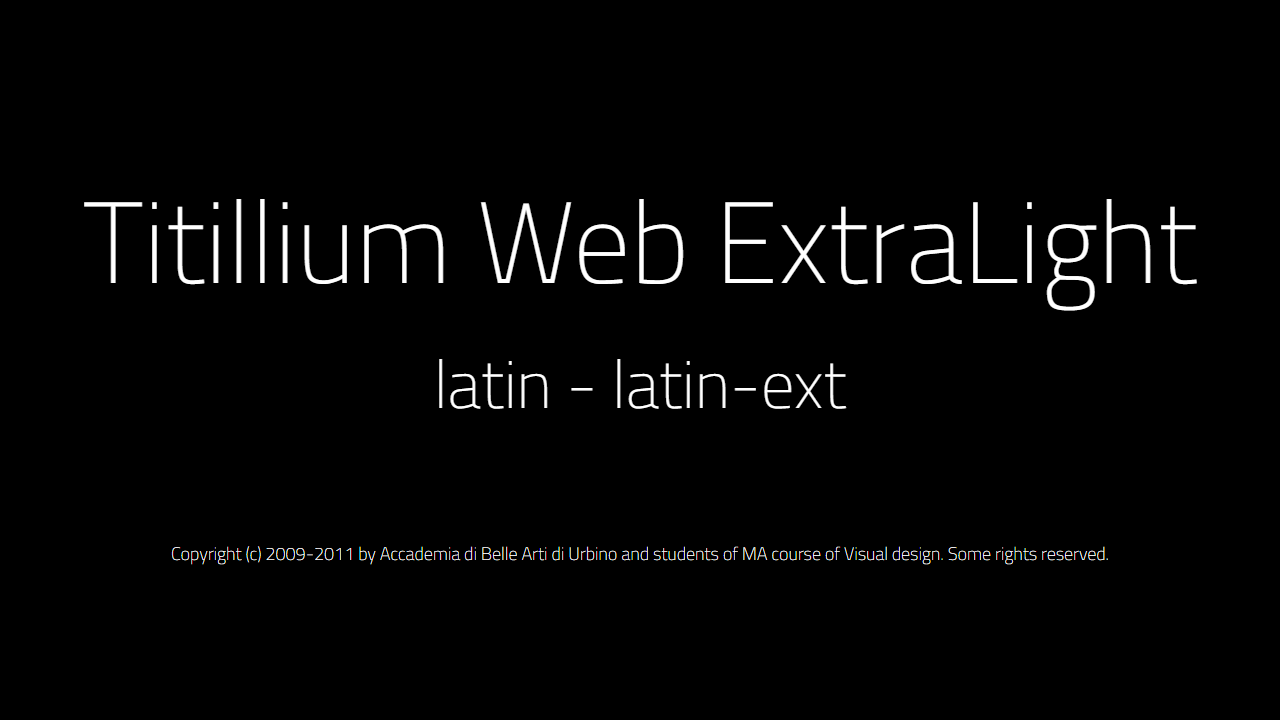 Titillium Web ExtraLight
latin - latin-ext
Copyright (c) 2009-2011 by Accademia di Belle Arti di Urbino and students of MA course of Visual design. Some rights reserved.